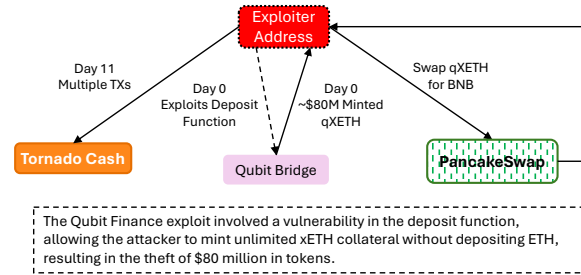 Exploiter
Address
Day 11
Multiple TXs
Day 0
Exploits Deposit
Function
Day 0
~$80M Minted
qXETH
Swap qXETH
for BNB
Tornado Cash
Qubit Bridge
PancakeSwap
The Qubit Finance exploit involved a vulnerability in the deposit function,
allowing the attacker to mint unlimited xETH collateral without depositing ETH,
resulting in the theft of $80 million in tokens.